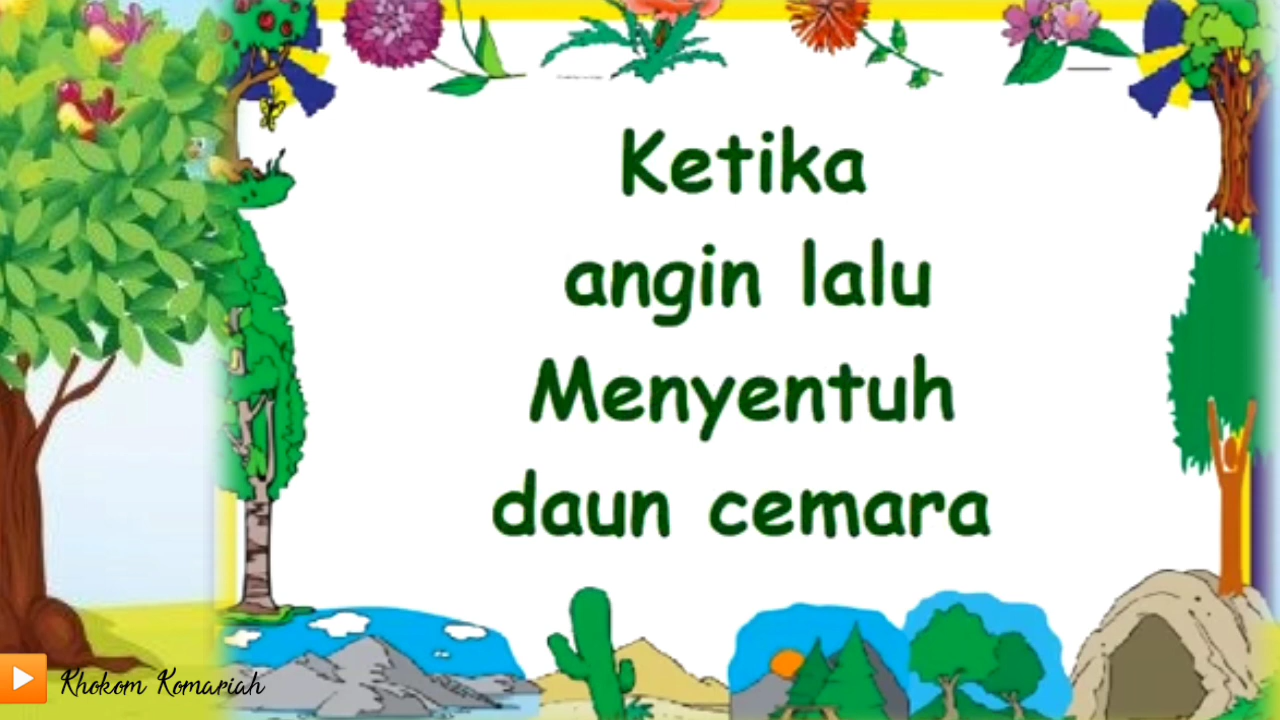 Ketika
angin lalu
Menyentuh
daun cemara
Khokom Komariah